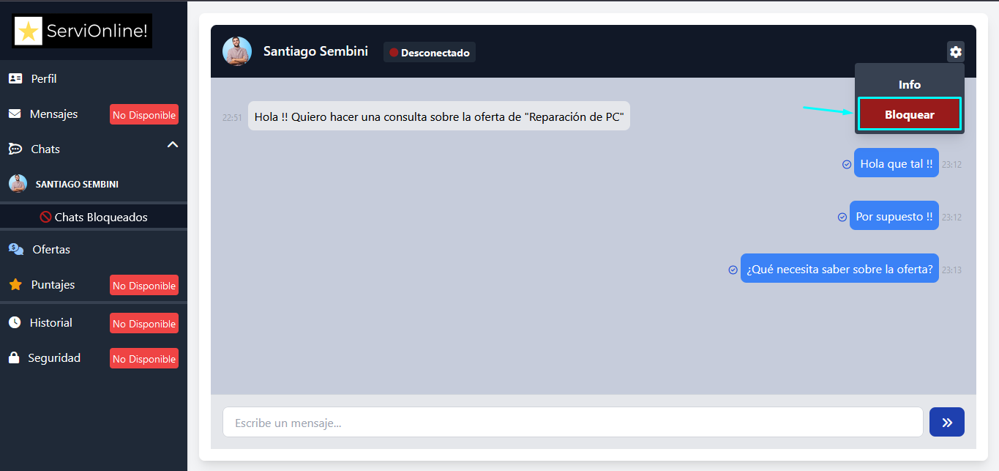 ServiOnline!
Perfil
Mensajes No Disponible
Chats
SANTIAGO SEMBINI
Chats Bloqueados
Ofertas
Puntajes No Disponible
Historial No Disponible
Seguridad No Disponible
Santiago Sembini Desconectado
Info
Bloquear
22:51 Hola !! Quiero hacer una consulta sobre la oferta de "Reparación de PC"
Hola que tal !! 23:12
Por supuesto !! 23:12
¿Qué necesita saber sobre la oferta? 23:13
Escribe un mensaje...